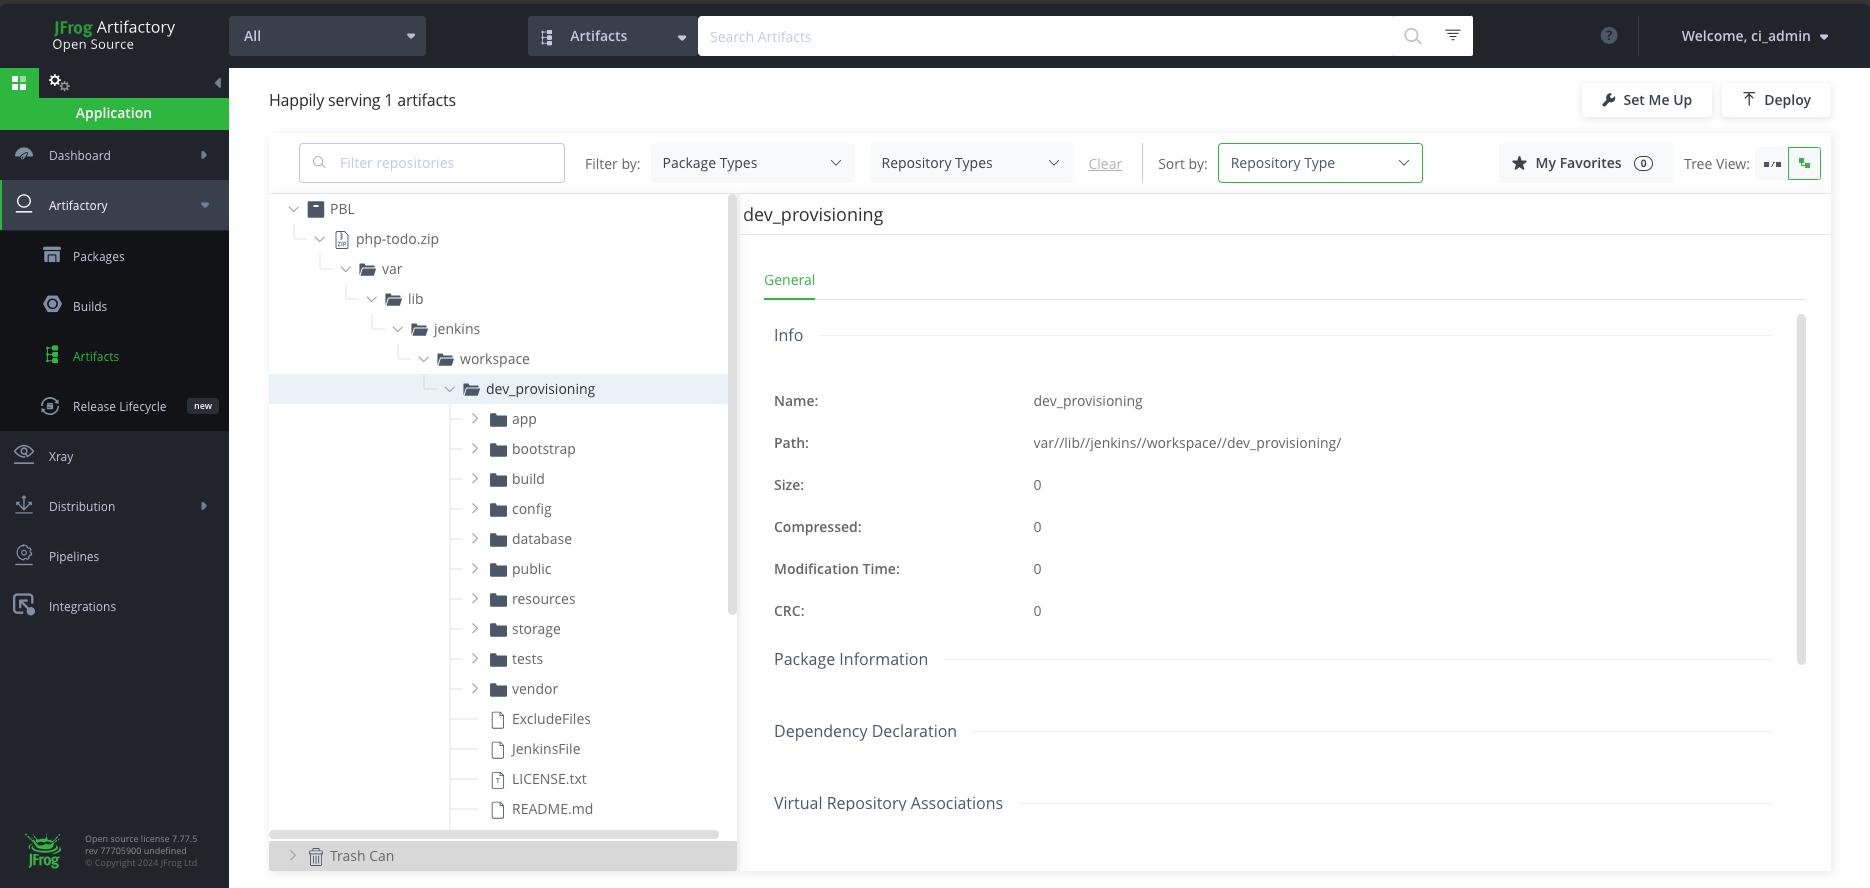 JFrog Artifactory
Open Source
All
Artifacts
Search Artifacts
?
Welcome, ci_admin
Application
Dashboard
Artifactory
Packages
Builds
Artifacts
Release Lifecycle new
Xray
Distribution
Pipelines
Integrations
JFrog
Open source license 7.77.5
rev 77705900 undefined
© Copyright 2024 JFrog Ltd
Happily serving 1 artifacts
Set Me Up
Deploy
Filter repositories
Filter by:
Package Types
Repository Types
Clear
Sort by:
Repository Type
My Favorites 0
Tree View:
PBL
ZIP php-todo.zip
var
lib
jenkins
workspace
dev_provisioning
app
bootstrap
build
config
database
public
resources
storage
tests
vendor
ExcludeFiles
JenkinsFile
T LICENSE.txt
README.md
Trash Can
dev_provisioning
General
Info
Name: dev_provisioning
Path: var//lib//jenkins//workspace//dev_provisioning/
Size: 0
Compressed: 0
Modification Time: 0
CRC: 0
Package Information
Dependency Declaration
Virtual Repository Associations